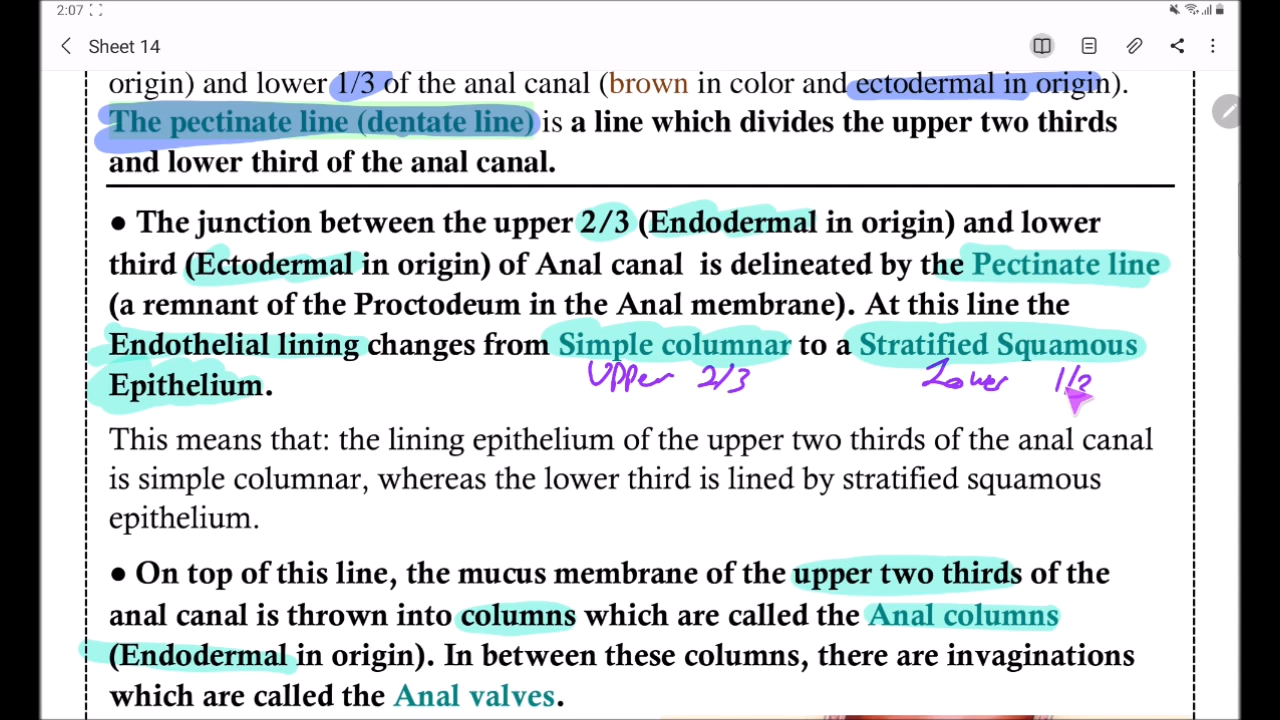 2:07
Sheet 14
origin) and lower 1/3 of the anal canal (brown in color and ectodermal in origin).
The pectinate line (dentate line) is a line which divides the upper two thirds
and lower third of the anal canal.
● The junction between the upper 2/3 (Endodermal in origin) and lower
third (Ectodermal in origin) of Anal canal is delineated by the Pectinate line
(a remnant of the Proctodeum in the Anal membrane). At this line the
Endothelial lining changes from Simple columnar to a Stratified Squamous
Upper 2/3 Lower
Epithelium.
This means that: the lining epithelium of the upper two thirds of the anal canal
is simple columnar, whereas the lower third is lined by stratified squamous
epithelium.
● On top of this line, the mucus membrane of the upper two thirds of the
anal canal is thrown into columns which are called the Anal columns
(Endodermal in origin). In between these columns, there are invaginations
which are called the Anal valves.